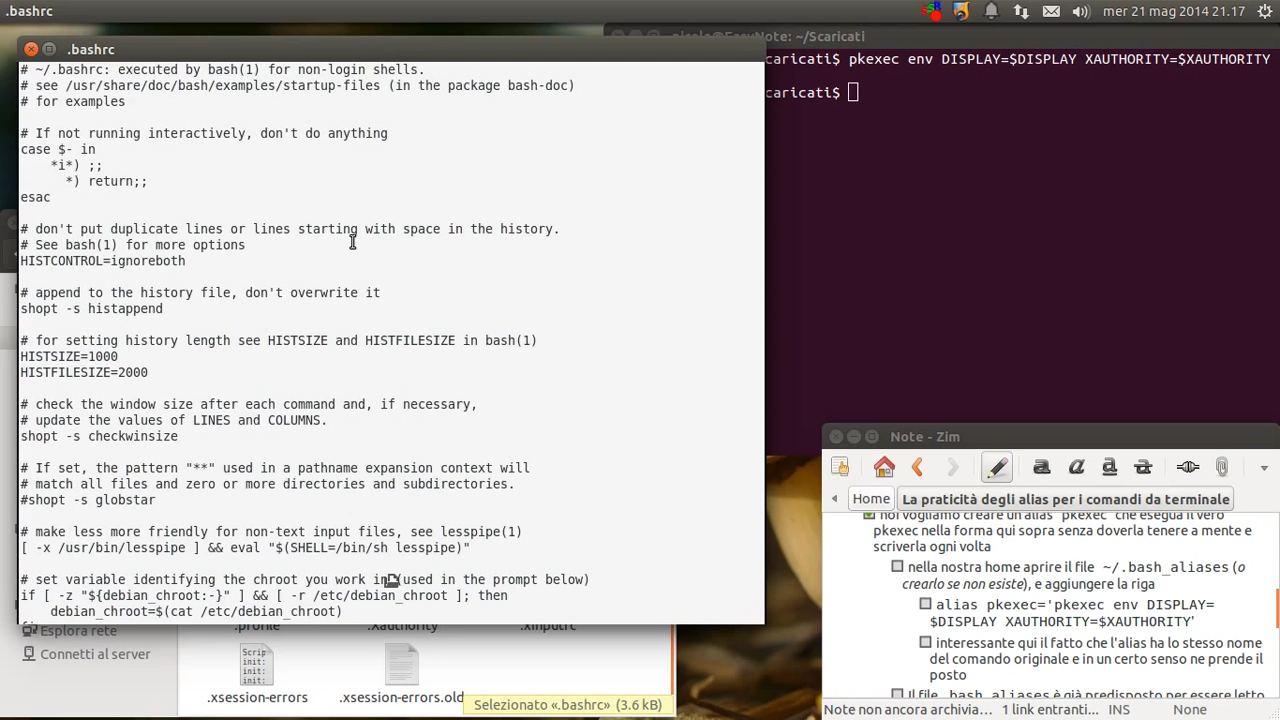 .bashrc
mer 21 mag 2014 21.17
.bashrc
# ~/.bashrc: executed by bash(1) for non-login shells.
# see /usr/share/doc/bash/examples/startup-files (in the package bash-doc)
# for examples
# If not running interactively, don't do anything
case $- in
*i*) ;;
*) return;;
esac
# don't put duplicate lines or lines starting with space in the history.
# See bash(1) for more options
HISTCONTROL=ignoreboth
# append to the history file, don't overwrite it
shopt -s histappend
# for setting history length see HISTSIZE and HISTFILESIZE in bash(1)
HISTSIZE=1000
HISTFILESIZE=2000
# check the window size after each command and, if necessary,
# update the values of LINES and COLUMNS.
shopt -s checkwinsize
# If set, the pattern "**" used in a pathname expansion context will
# match all files and zero or more directories and subdirectories.
#shopt -s globstar
# make less more friendly for non-text input files, see lesspipe(1)
[ -x /usr/bin/lesspipe ] && eval "$(SHELL=/bin/sh lesspipe)"
# set variable identifying the chroot you work in (used in the prompt below)
if [ -z "${debian_chroot:-}" ] && [ -r /etc/debian_chroot ]; then
debian_chroot=$(cat /etc/debian_chroot)
@EasyNote: ~/Scaricati
caricati$ pkexec env DISPLAY=$DISPLAY XAUTHORITY=$XAUTHORITY
caricati$
Note - Zim
Home
La praticità degli alias per i comandi da terminale
noi vogliamo creare un alias "pkexec" che esegua il vero
pkexec nella forma qui sopra senza doverla tenere a mente e
scriverla ogni volta
nella nostra home aprire il file ~/.bash_aliases (o
crearlo se non esiste), e aggiungere la riga
alias pkexec='pkexec env DISPLAY=
$DISPLAY XAUTHORITY=$XAUTHORITY'
interessante qui il fatto che l'alias ha lo stesso nome
del comando originale e in un certo senso ne prende il
posto
Il file .bash_aliases è già predisposto per essere letto
Note non ancora archivia...
1 link entranti...
INS
None
Esplora rete
Connetti al server
.profile
.Xauthority
.xinputrc
Scrip
init:
init:
init:
.xsession-errors
.xsession-errors.old
Selezionato «.bashrc» (3.6 kB)